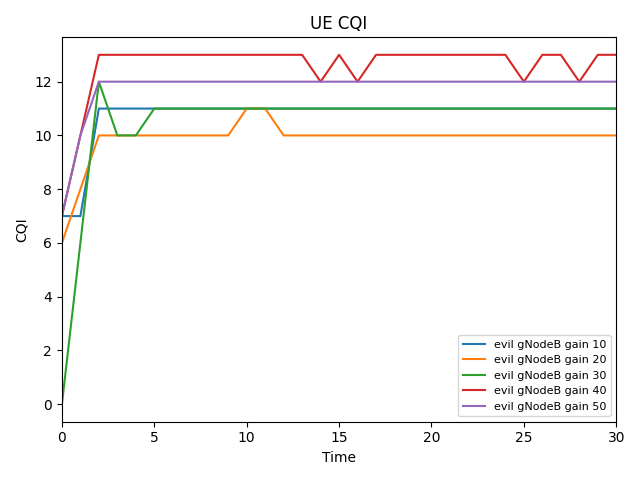 UE CQI
CQI
12
10
8
6
4
2
0
0 5 10 15 20 25 30
Time
evil gNodeB gain 10
evil gNodeB gain 20
evil gNodeB gain 30
evil gNodeB gain 40
evil gNodeB gain 50